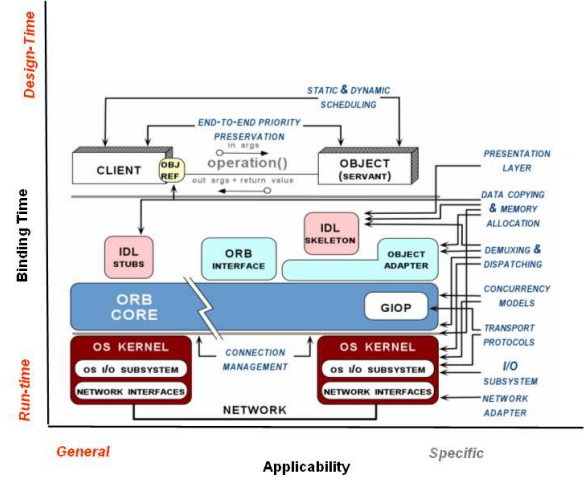 Design-Time
STATIC & DYNAMIC
SCHEDULING
END-TO-END PRIORITY
PRESERVATION
in args
operation()
out args + return value
CLIENT
OBJ
REF
OBJECT
(SERVANT)
PRESENTATION
LAYER
DATA COPYING
& MEMORY
ALLOCATION
Binding Time
IDL
STUBS
ORB
INTERFACE
IDL
SKELETON
OBJECT
ADAPTER
DEMUXING &
DISPATCHING
ORB
CORE
GIOP
CONCURRENCY
MODELS
TRANSPORT
PROTOCOLS
OS KERNEL
OS I/O SUBSYSTEM
NETWORK INTERFACES
CONNECTION
MANAGEMENT
OS KERNEL
OS I/O SUBSYSTEM
NETWORK INTERFACES
I/O
SUBSYSTEM
NETWORK
ADAPTER
NETWORK
Run-time
General
Specific
Applicability